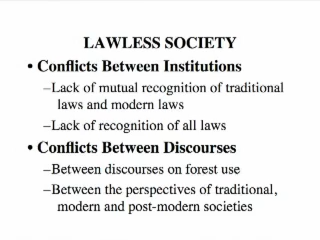 LAWLESS SOCIETY
• Conflicts Between Institutions
–Lack of mutual recognition of traditional
laws and modern laws
–Lack of recognition of all laws
• Conflicts Between Discourses
–Between discourses on forest use
–Between the perspectives of traditional,
modern and post-modern societies